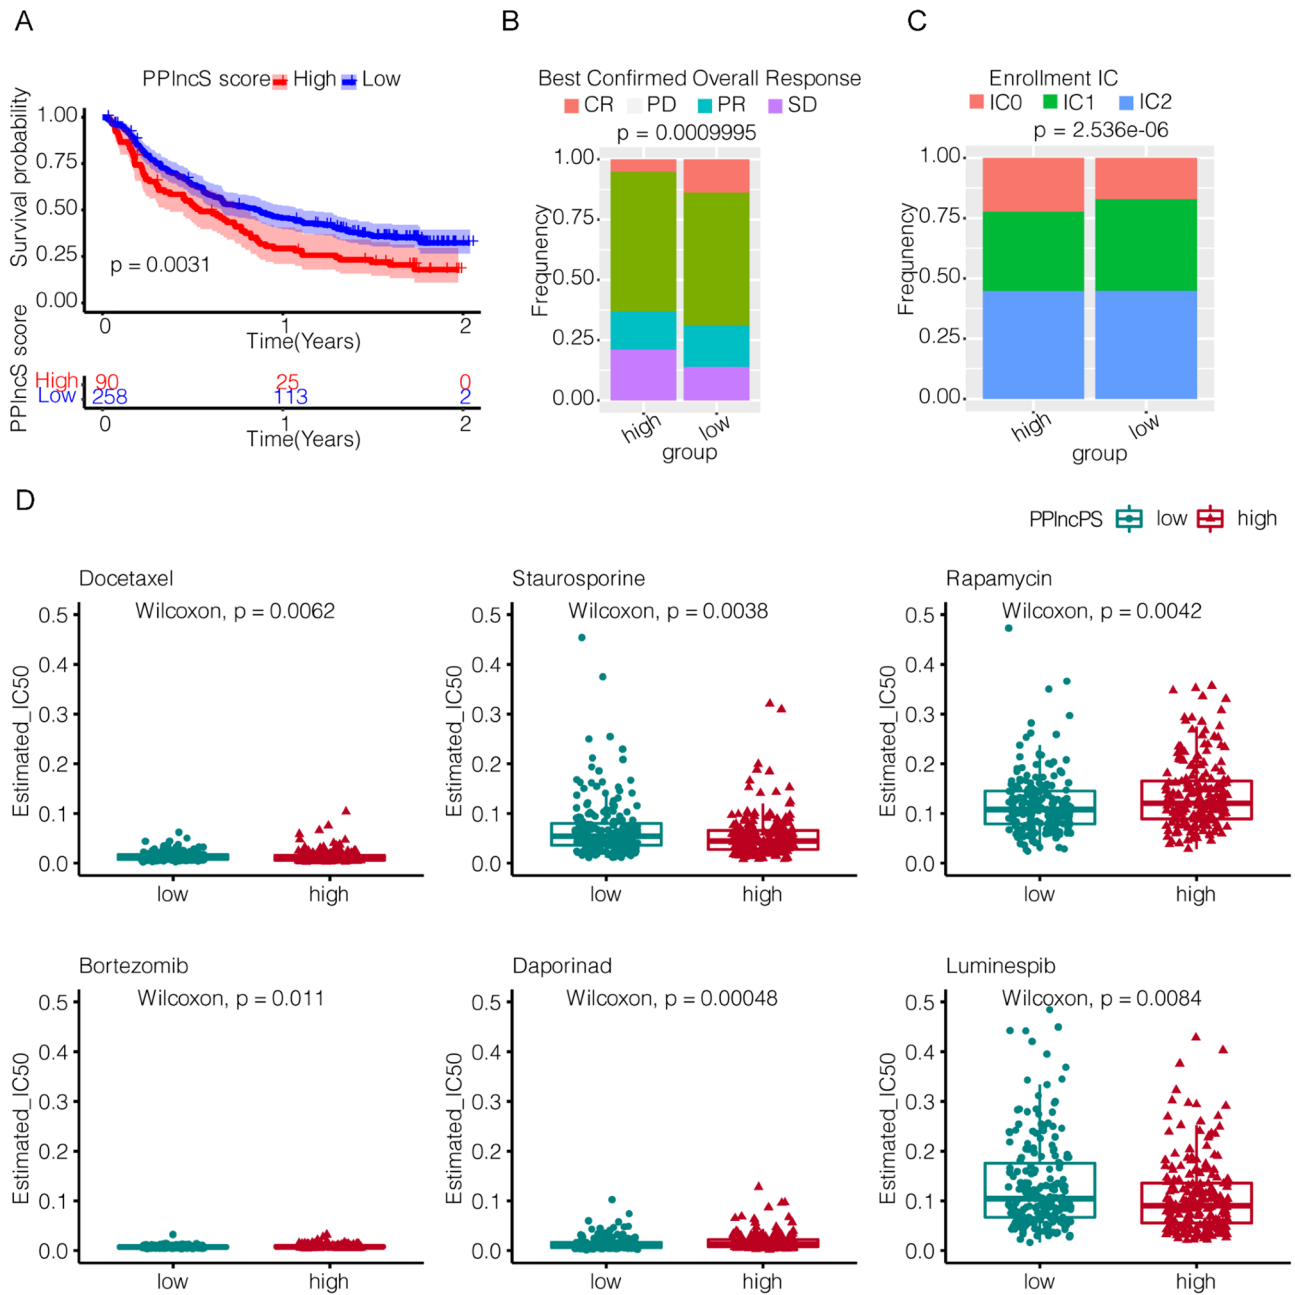 A
PPlncS score High Low
Survival probability
1.00
0.75
0.50
0.25
0.00
p = 0.0031
0 1 2
Time(Years)
PPlncS score
High 90 25 0
Low 258 113 2
0 1 2
Time(Years)
B
Best Confirmed Overall Response
CR PD PR SD
p = 0.0009995
Frequnency
1.00
0.75
0.50
0.25
0.00
high low
group
C
Enrollment IC
IC0 IC1 IC2
p = 2.536e-06
Frequnency
1.00
0.75
0.50
0.25
0.00
high low
group
D
PPlncPS low high
Docetaxel
Wilcoxon, p = 0.0062
Estimated_IC50
0.5
0.4
0.3
0.2
0.1
0.0
low high
Staurosporine
Wilcoxon, p = 0.0038
Estimated_IC50
0.5
0.4
0.3
0.2
0.1
0.0
low high
Rapamycin
Wilcoxon, p = 0.0042
Estimated_IC50
0.5
0.4
0.3
0.2
0.1
0.0
low high
Bortezomib
Wilcoxon, p = 0.011
Estimated_IC50
0.5
0.4
0.3
0.2
0.1
0.0
low high
Daporinad
Wilcoxon, p = 0.00048
Estimated_IC50
0.5
0.4
0.3
0.2
0.1
0.0
low high
Luminespib
Wilcoxon, p = 0.0084
Estimated_IC50
0.5
0.4
0.3
0.2
0.1
0.0
low high